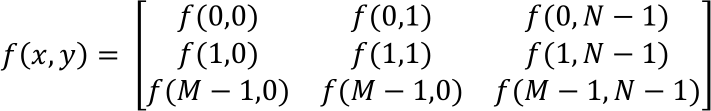 f(0,0) f(0,1) f(0, N − 1)
f(x, y) = [ f(1,0) f(1,1) f(1, N − 1) ]
f(M − 1,0) f(M − 1,0) f(M − 1, N − 1)